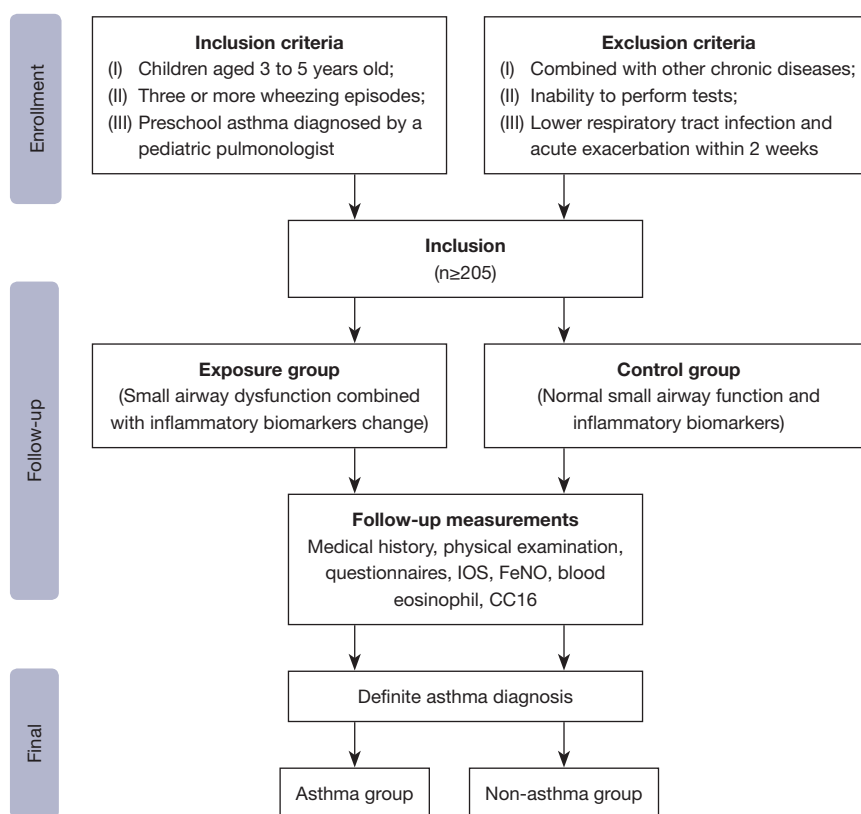 Enrollment
Inclusion criteria
(I) Children aged 3 to 5 years old;
(II) Three or more wheezing episodes;
(III) Preschool asthma diagnosed by a
pediatric pulmonologist
Exclusion criteria
(I) Combined with other chronic diseases;
(II) Inability to perform tests;
(III) Lower respiratory tract infection and
acute exacerbation within 2 weeks
Inclusion
(n≥205)
Follow-up
Exposure group
(Small airway dysfunction combined
with inflammatory biomarkers change)
Control group
(Normal small airway function and
inflammatory biomarkers)
Follow-up measurements
Medical history, physical examination,
questionnaires, IOS, FeNO, blood
eosinophil, CC16
Final
Definite asthma diagnosis
Asthma group
Non-asthma group